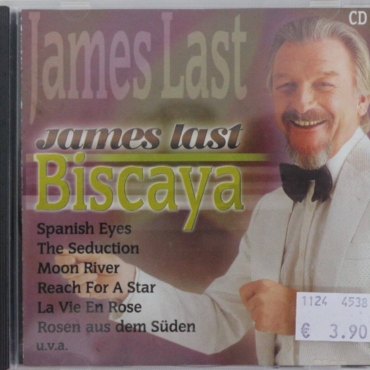 CD
James Last
james last
Biscaya
Spanish Eyes
The Seduction
Moon River
Reach For A Star
La Vie En Rose
Rosen aus dem Süden
u.v.a.
1124 4538
€ 3.90